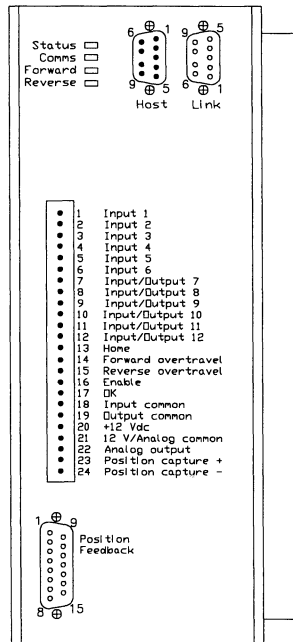 Status
Comms
Forward
Reverse
6 1
9 5
Host
9 5
6 1
Link
1 Input 1
2 Input 2
3 Input 3
4 Input 4
5 Input 5
6 Input 6
7 Input/Output 7
8 Input/Output 8
9 Input/Output 9
10 Input/Output 10
11 Input/Output 11
12 Input/Output 12
13 Home
14 Forward overtravel
15 Reverse overtravel
16 Enable
17 OK
18 Input common
19 Output common
20 +12 Vdc
21 12 V/Analog common
22 Analog output
23 Position capture +
24 Position capture -
1 9
Position
Feedback
8 15